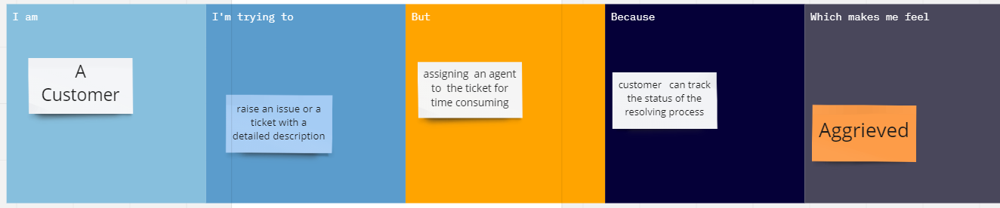 I am
I'm trying to
But
Because
Which makes me feel
A
Customer
raise an issue or a
ticket with a
detailed description
assigning an agent
to the ticket for
time consuming
customer can track
the status of the
resolving process
Aggrieved